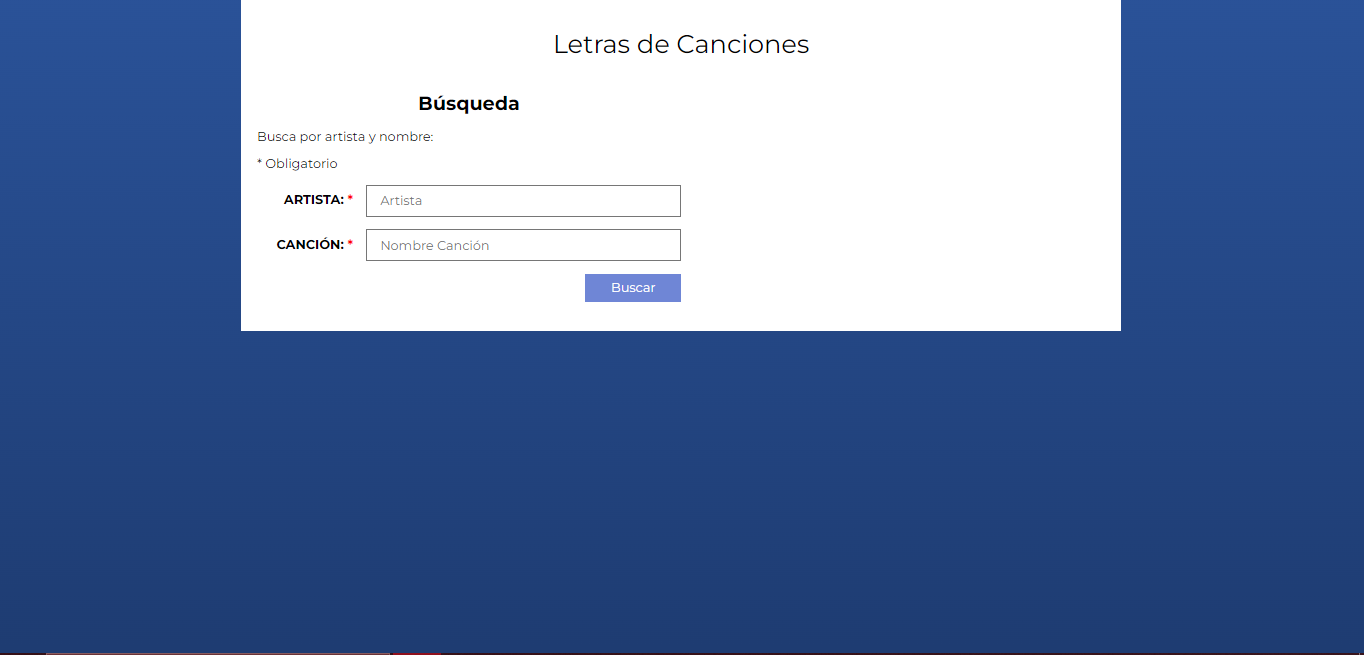 Letras de Canciones
Búsqueda
Busca por artista y nombre:
* Obligatorio
ARTISTA: * Artista
CANCIÓN: * Nombre Canción
Buscar